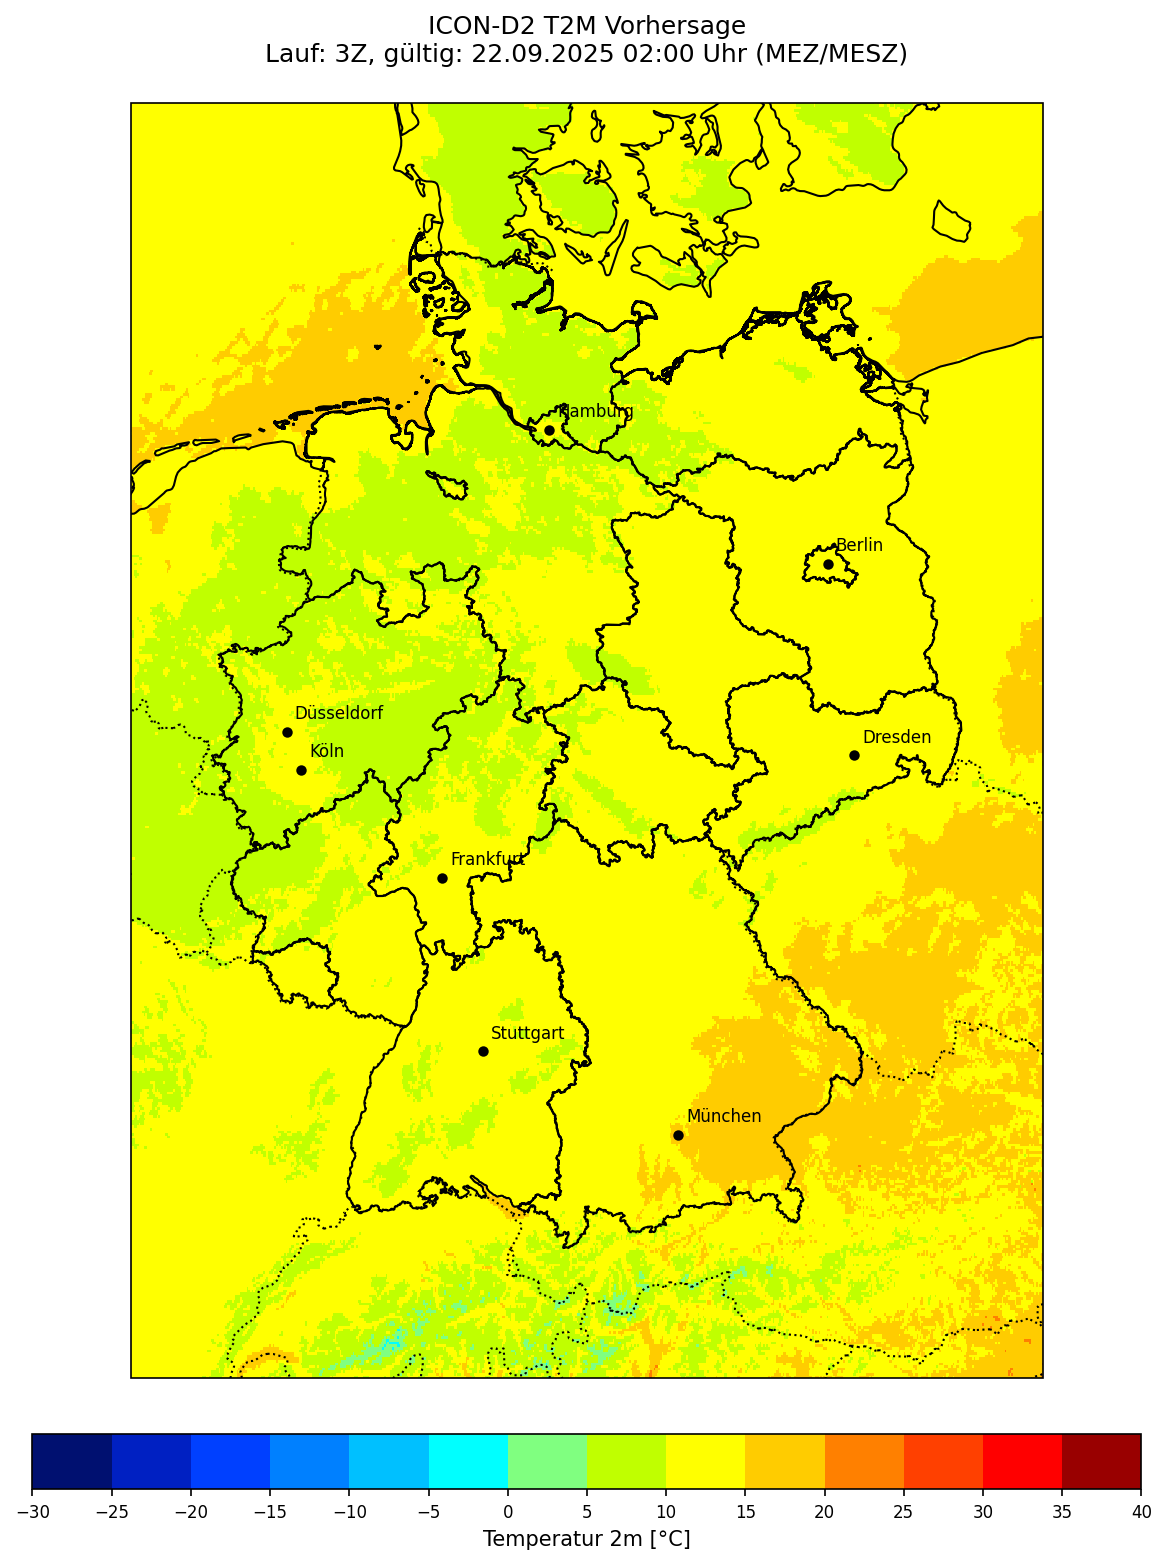 ICON-D2 T2M Vorhersage
Lauf: 3Z, gültig: 22.09.2025 02:00 Uhr (MEZ/MESZ)
Hamburg
Berlin
Düsseldorf
Dresden
Köln
Frankfurt
Stuttgart
München
−30 −25 −20 −15 −10 −5 0 5 10 15 20 25 30 35 40
Temperatur 2m [°C]